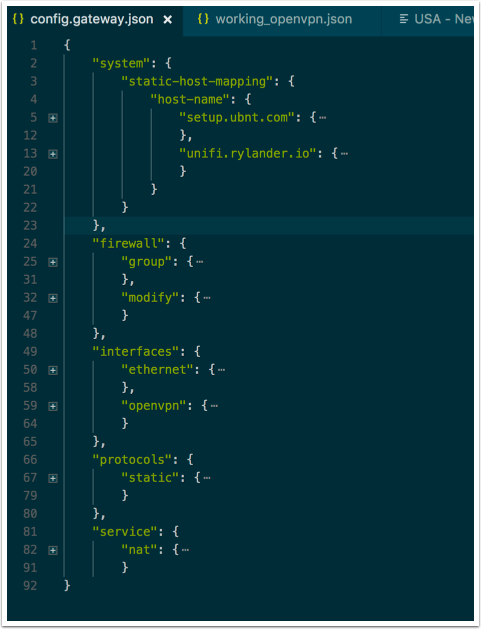 {} config.gateway.json × {} working_openvpn.json USA - New
1 {
2 "system": {
3 "static-host-mapping": {
4 "host-name": {
5 "setup.ubnt.com": {⋯
12 },
13 "unifi.rylander.io": {⋯
20 }
21 }
22 }
23 },
24 "firewall": {
25 "group": {⋯
31 },
32 "modify": {⋯
47 }
48 },
49 "interfaces": {
50 "ethernet": {⋯
58 },
59 "openvpn": {⋯
64 }
65 },
66 "protocols": {
67 "static": {⋯
79 }
80 },
81 "service": {
82 "nat": {⋯
91 }
92 }